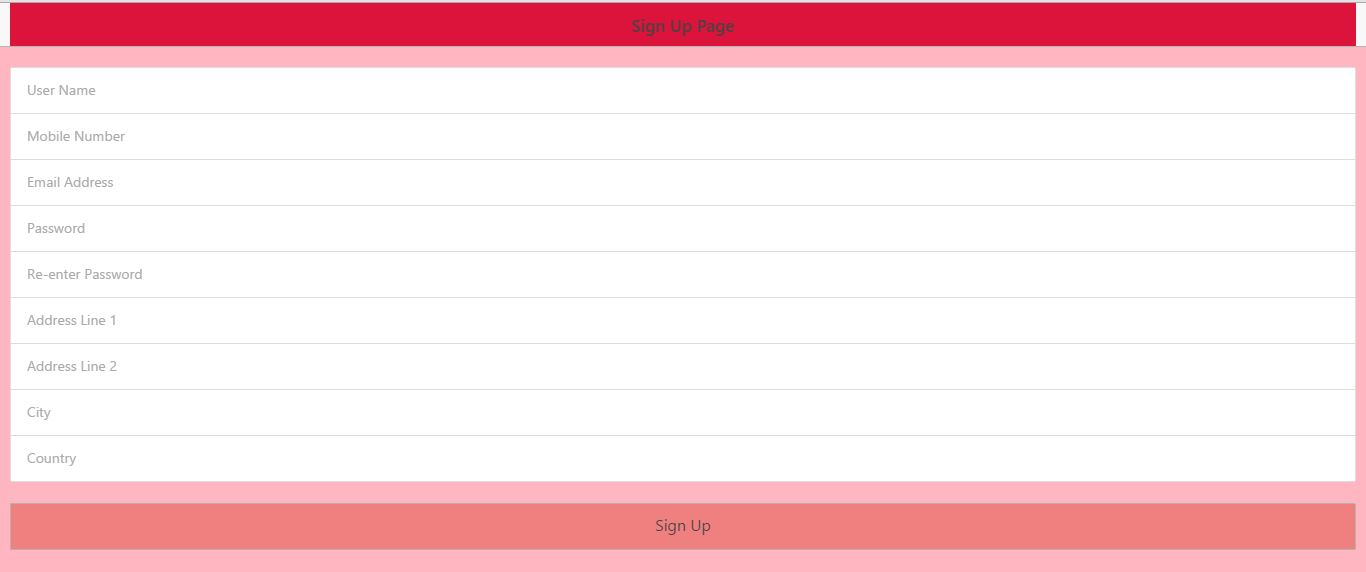 Sign Up Page
User Name
Mobile Number
Email Address
Password
Re-enter Password
Address Line 1
Address Line 2
City
Country
Sign Up